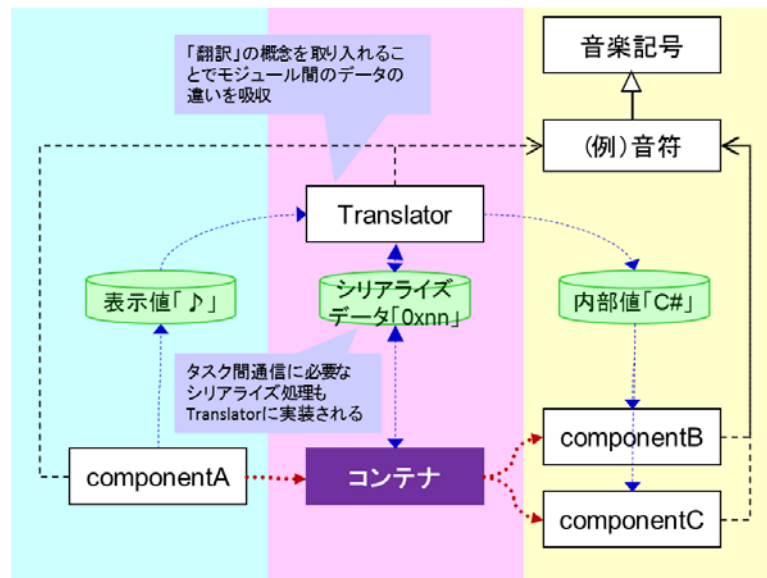 音楽記号
「翻訳」の概念を取り入れるこ
とでモジュール間のデータの
違いを吸収
(例)音符
Translator
表示値「♪」
シリアライズ
データ「0xnn」
内部値「C#」
タスク間通信に必要な
シリアライズ処理も
Translatorに実装される
componentA
コンテナ
componentB
componentC